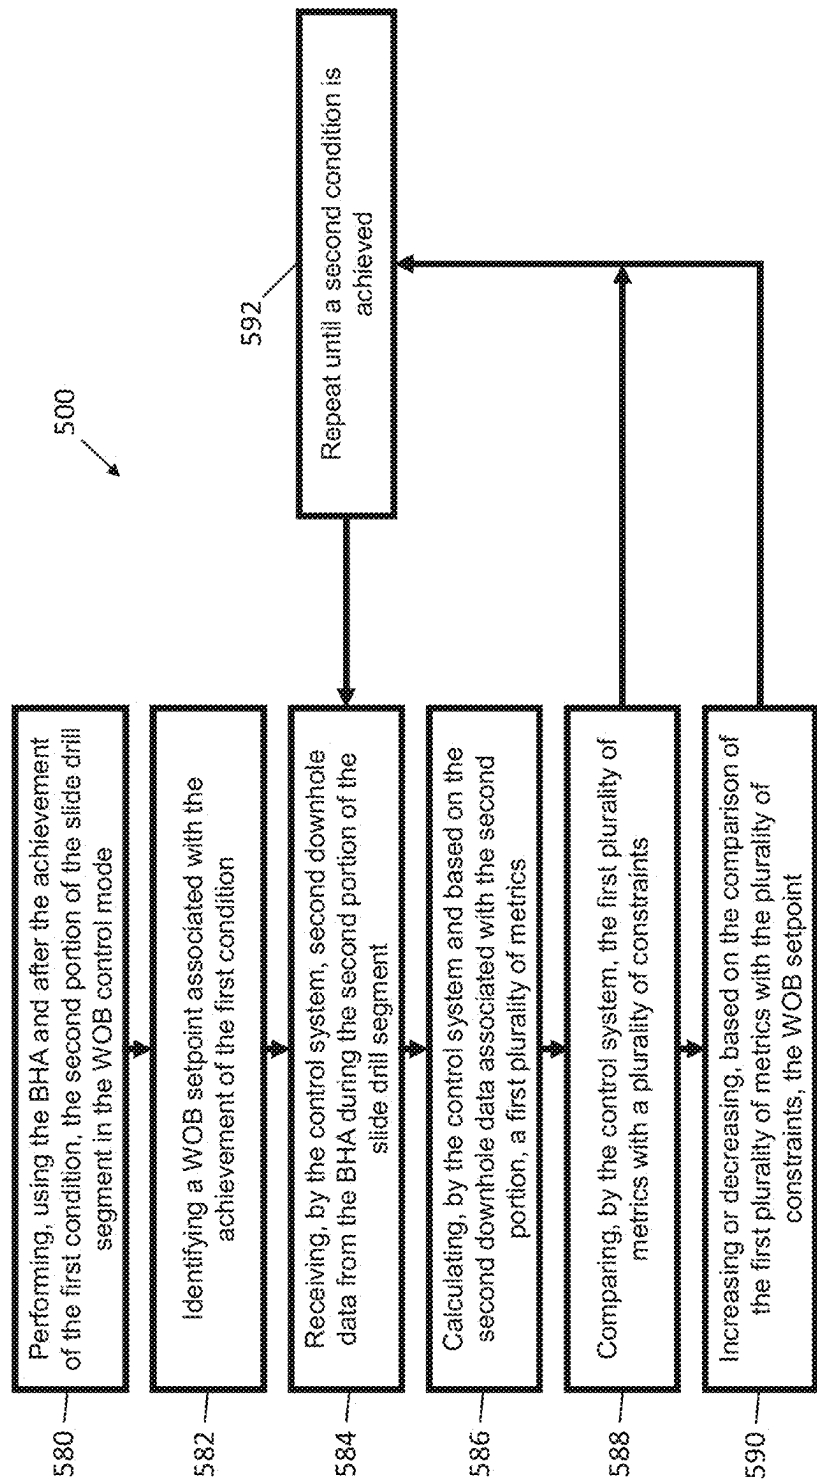 500
580
Performing, using the BHA and after the achievement
of the first condition, the second portion of the slide drill
segment in the WOB control mode
582
Identifying a WOB setpoint associated with the
achievement of the first condition
584
Receiving, by the control system, second downhole
data from the BHA during the second portion of the
slide drill segment
586
Calculating, by the control system and based on the
second downhole data associated with the second
portion, a first plurality of metrics
588
Comparing, by the control system, the first plurality of
metrics with a plurality of constraints
590
Increasing or decreasing, based on the comparison of
the first plurality of metrics with the plurality of
constraints, the WOB setpoint
592
Repeat until a second condition is
achieved